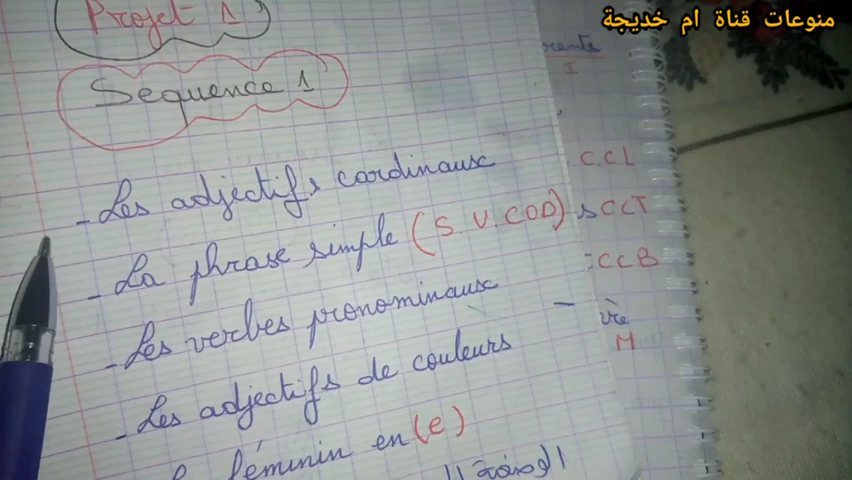 منوعات قناة ام خديجة
Projet 1
Séquence 1
- Les adjectifs cardinaux
- La phrase simple (S. V. COD)
- Les verbes pronominaux
- Les adjectifs de couleurs
féminin en (e)
I
CCL
s CCT
: CCB
M